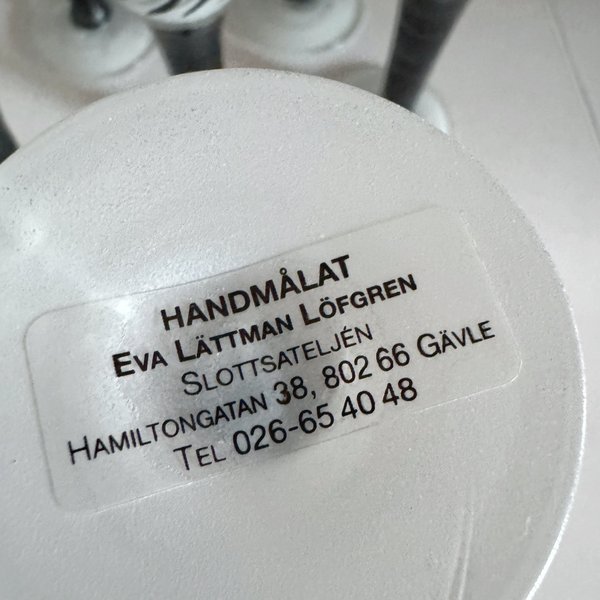 HANDMÅLAT
EVA LÄTTMAN LÖFGREN
SLOTTSATELJÉN
HAMILTONGATAN 38, 802 66 GÄVLE
TEL 026-65 40 48